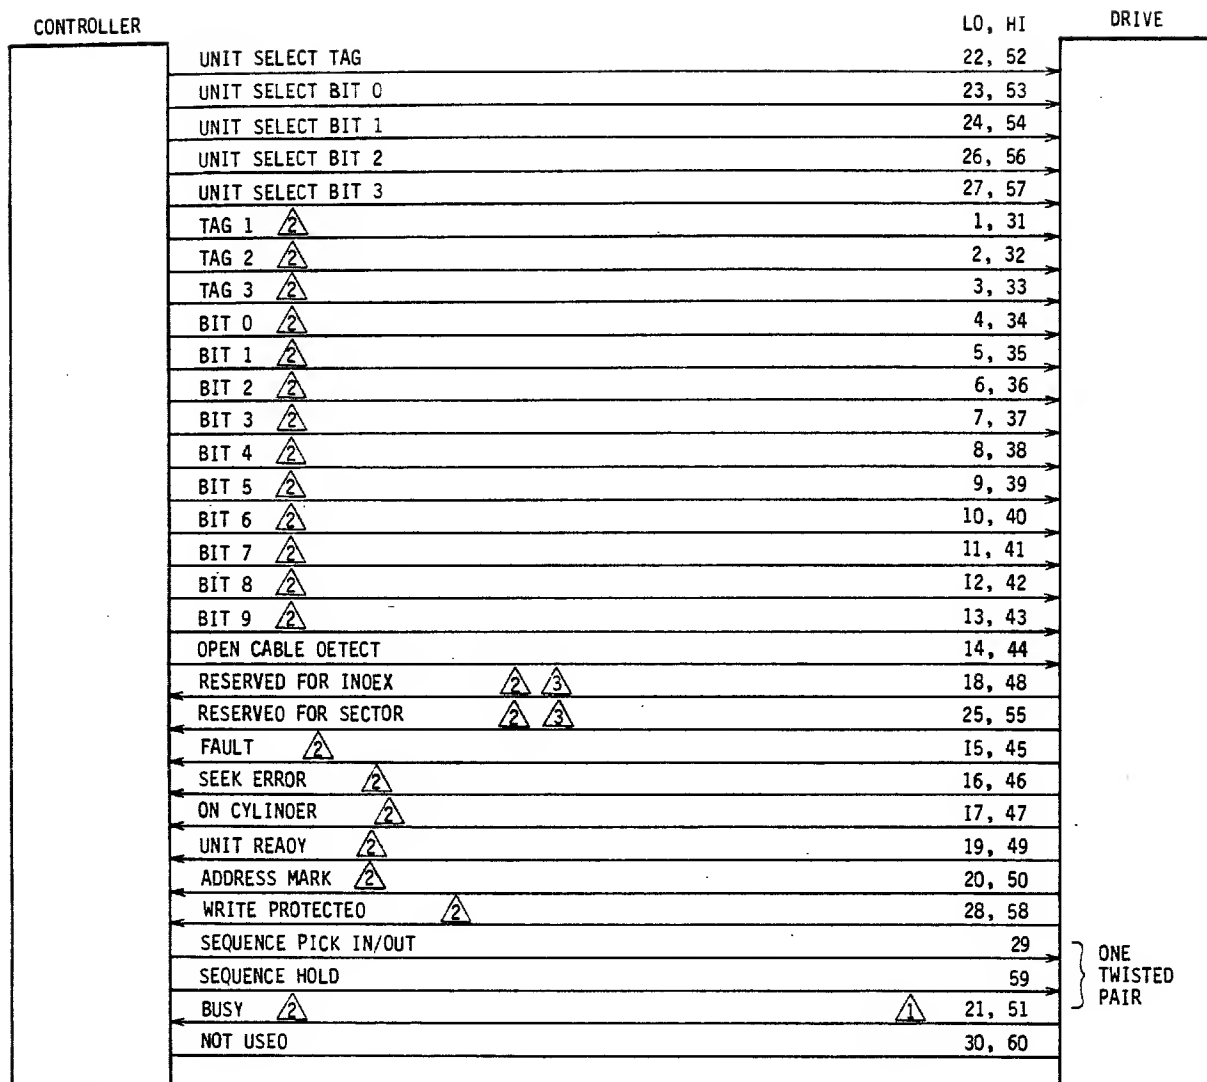 CONTROLLER LO, HI DRIVE
UNIT SELECT TAG 22, 52
UNIT SELECT BIT 0 23, 53
UNIT SELECT BIT 1 24, 54
UNIT SELECT BIT 2 26, 56
UNIT SELECT BIT 3 27, 57
TAG 1 2 1, 31
TAG 2 2 2, 32
TAG 3 2 3, 33
BIT 0 2 4, 34
BIT 1 2 5, 35
BIT 2 2 6, 36
BIT 3 2 7, 37
BIT 4 2 8, 38
BIT 5 2 9, 39
BIT 6 2 10, 40
BIT 7 2 11, 41
BIT 8 2 I2, 42
BIT 9 2 13, 43
OPEN CABLE OETECT 14, 44
RESERVED FOR INOEX 2 3 18, 48
RESERVEO FOR SECTOR 2 3 25, 55
FAULT 2 I5, 45
SEEK ERROR 2 16, 46
ON CYLINOER 2 I7, 47
UNIT REAOY 2 19, 49
ADDRESS MARK 2 20, 50
WRITE PROTECTEO 2 28, 58
SEQUENCE PICK IN/OUT 29 ONE
SEQUENCE HOLD 59 TWISTED
BUSY 2 1 21, 51 PAIR
NOT USEO 30, 60